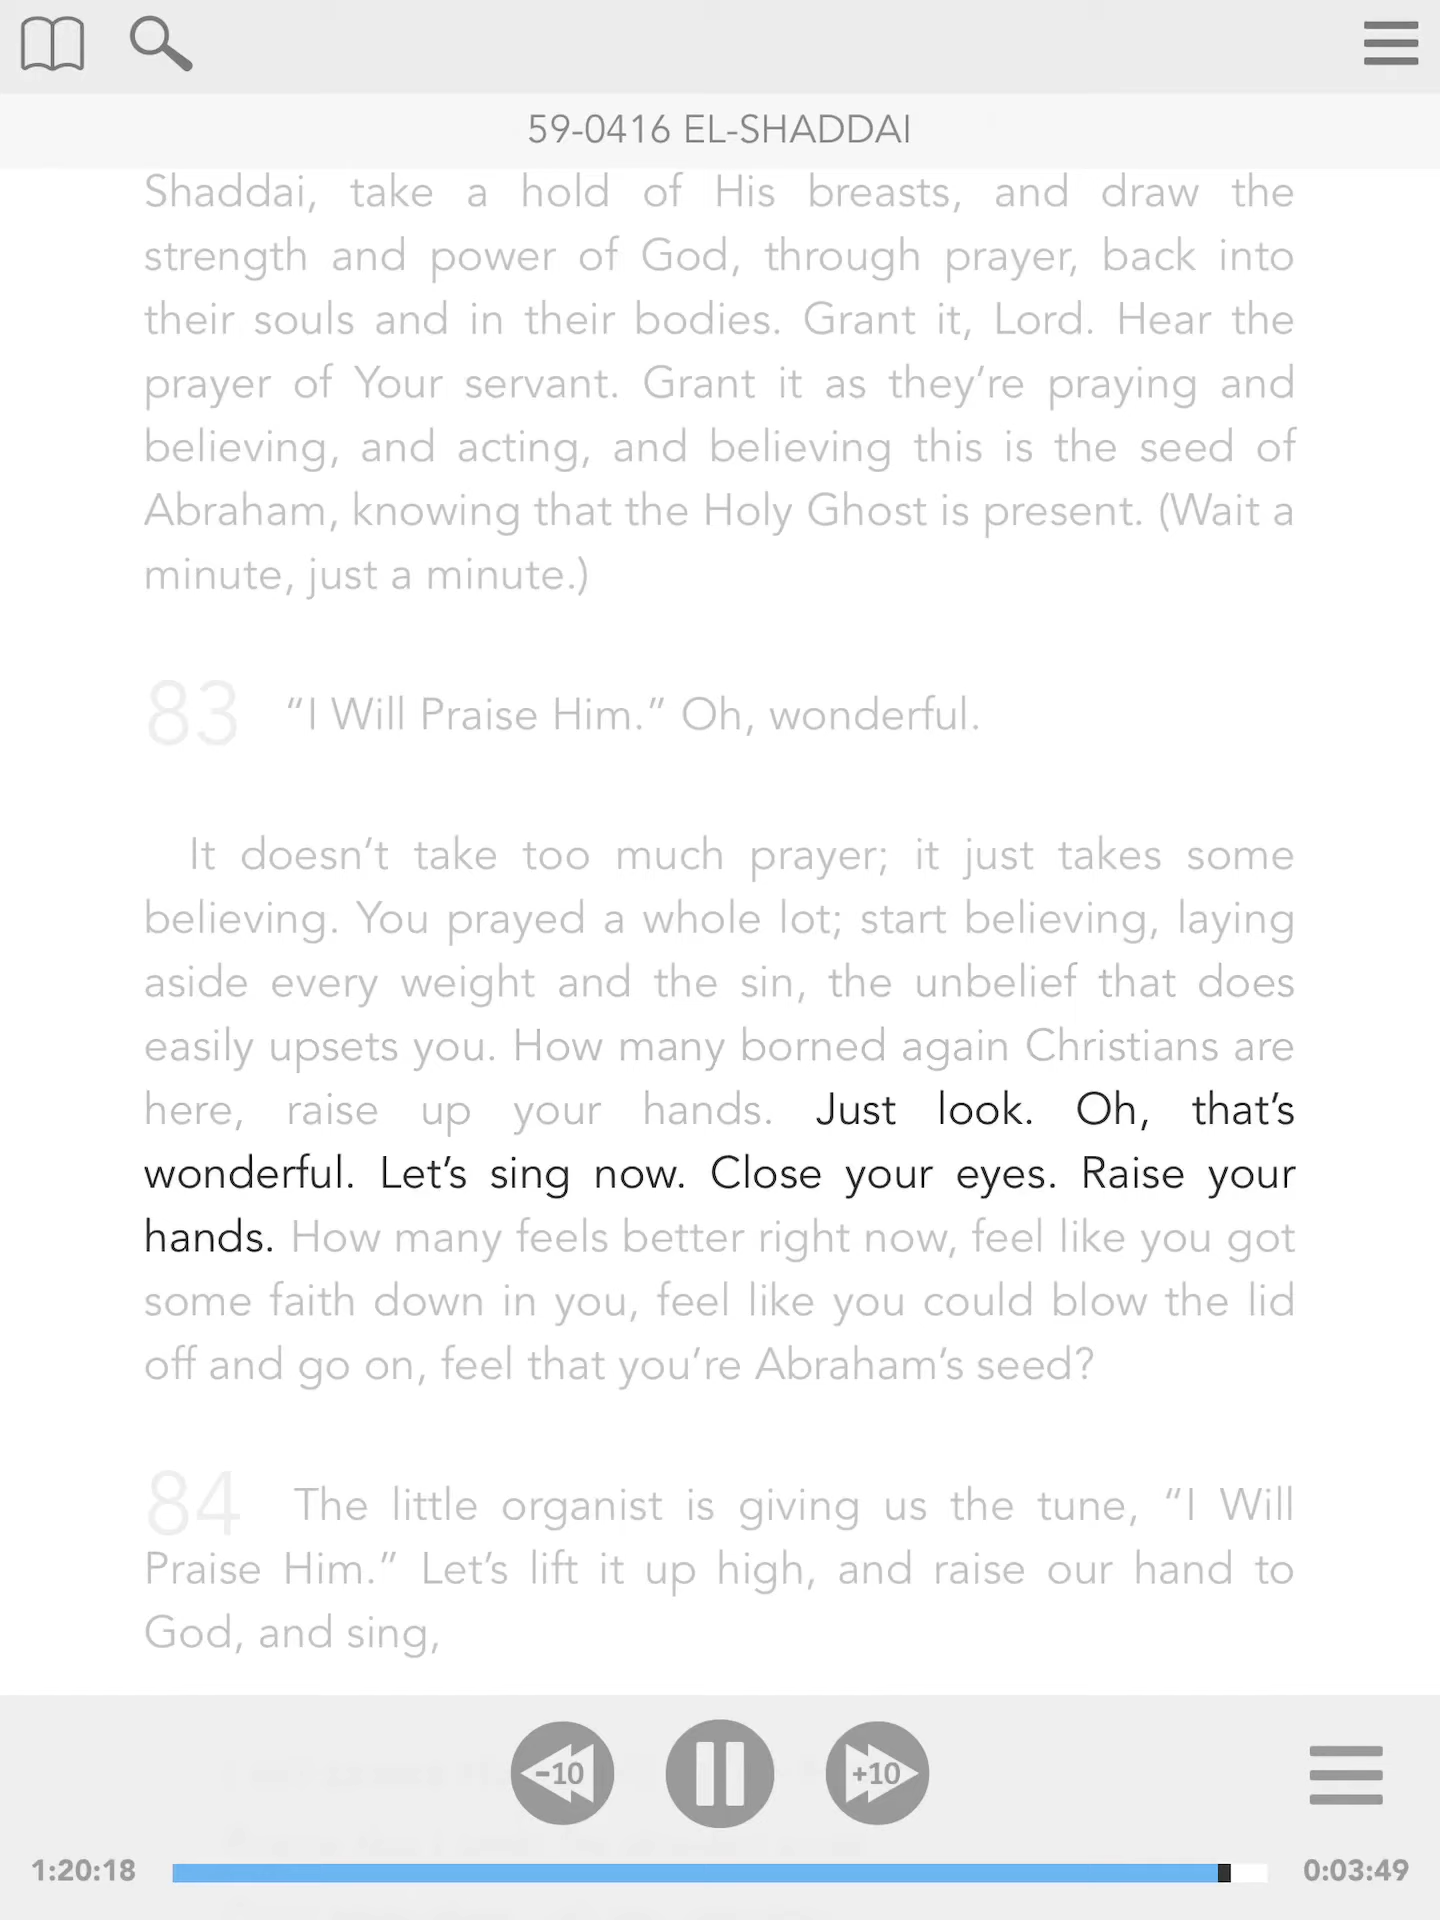 59-0416 EL-SHADDAI
Shaddai, take a hold of His breasts, and draw the
strength and power of God, through prayer, back into
their souls and in their bodies. Grant it, Lord. Hear the
prayer of Your servant. Grant it as they’re praying and
believing, and acting, and believing this is the seed of
Abraham, knowing that the Holy Ghost is present. (Wait a
minute, just a minute.)
83 “I Will Praise Him.” Oh, wonderful.
It doesn’t take too much prayer; it just takes some
believing. You prayed a whole lot; start believing, laying
aside every weight and the sin, the unbelief that does
easily upsets you. How many borned again Christians are
here, raise up your hands. Just look. Oh, that’s
wonderful. Let’s sing now. Close your eyes. Raise your
hands. How many feels better right now, feel like you got
some faith down in you, feel like you could blow the lid
off and go on, feel that you’re Abraham’s seed?
84 The little organist is giving us the tune, “I Will
Praise Him.” Let’s lift it up high, and raise our hand to
God, and sing,
-10 +10
1:20:18 0:03:49